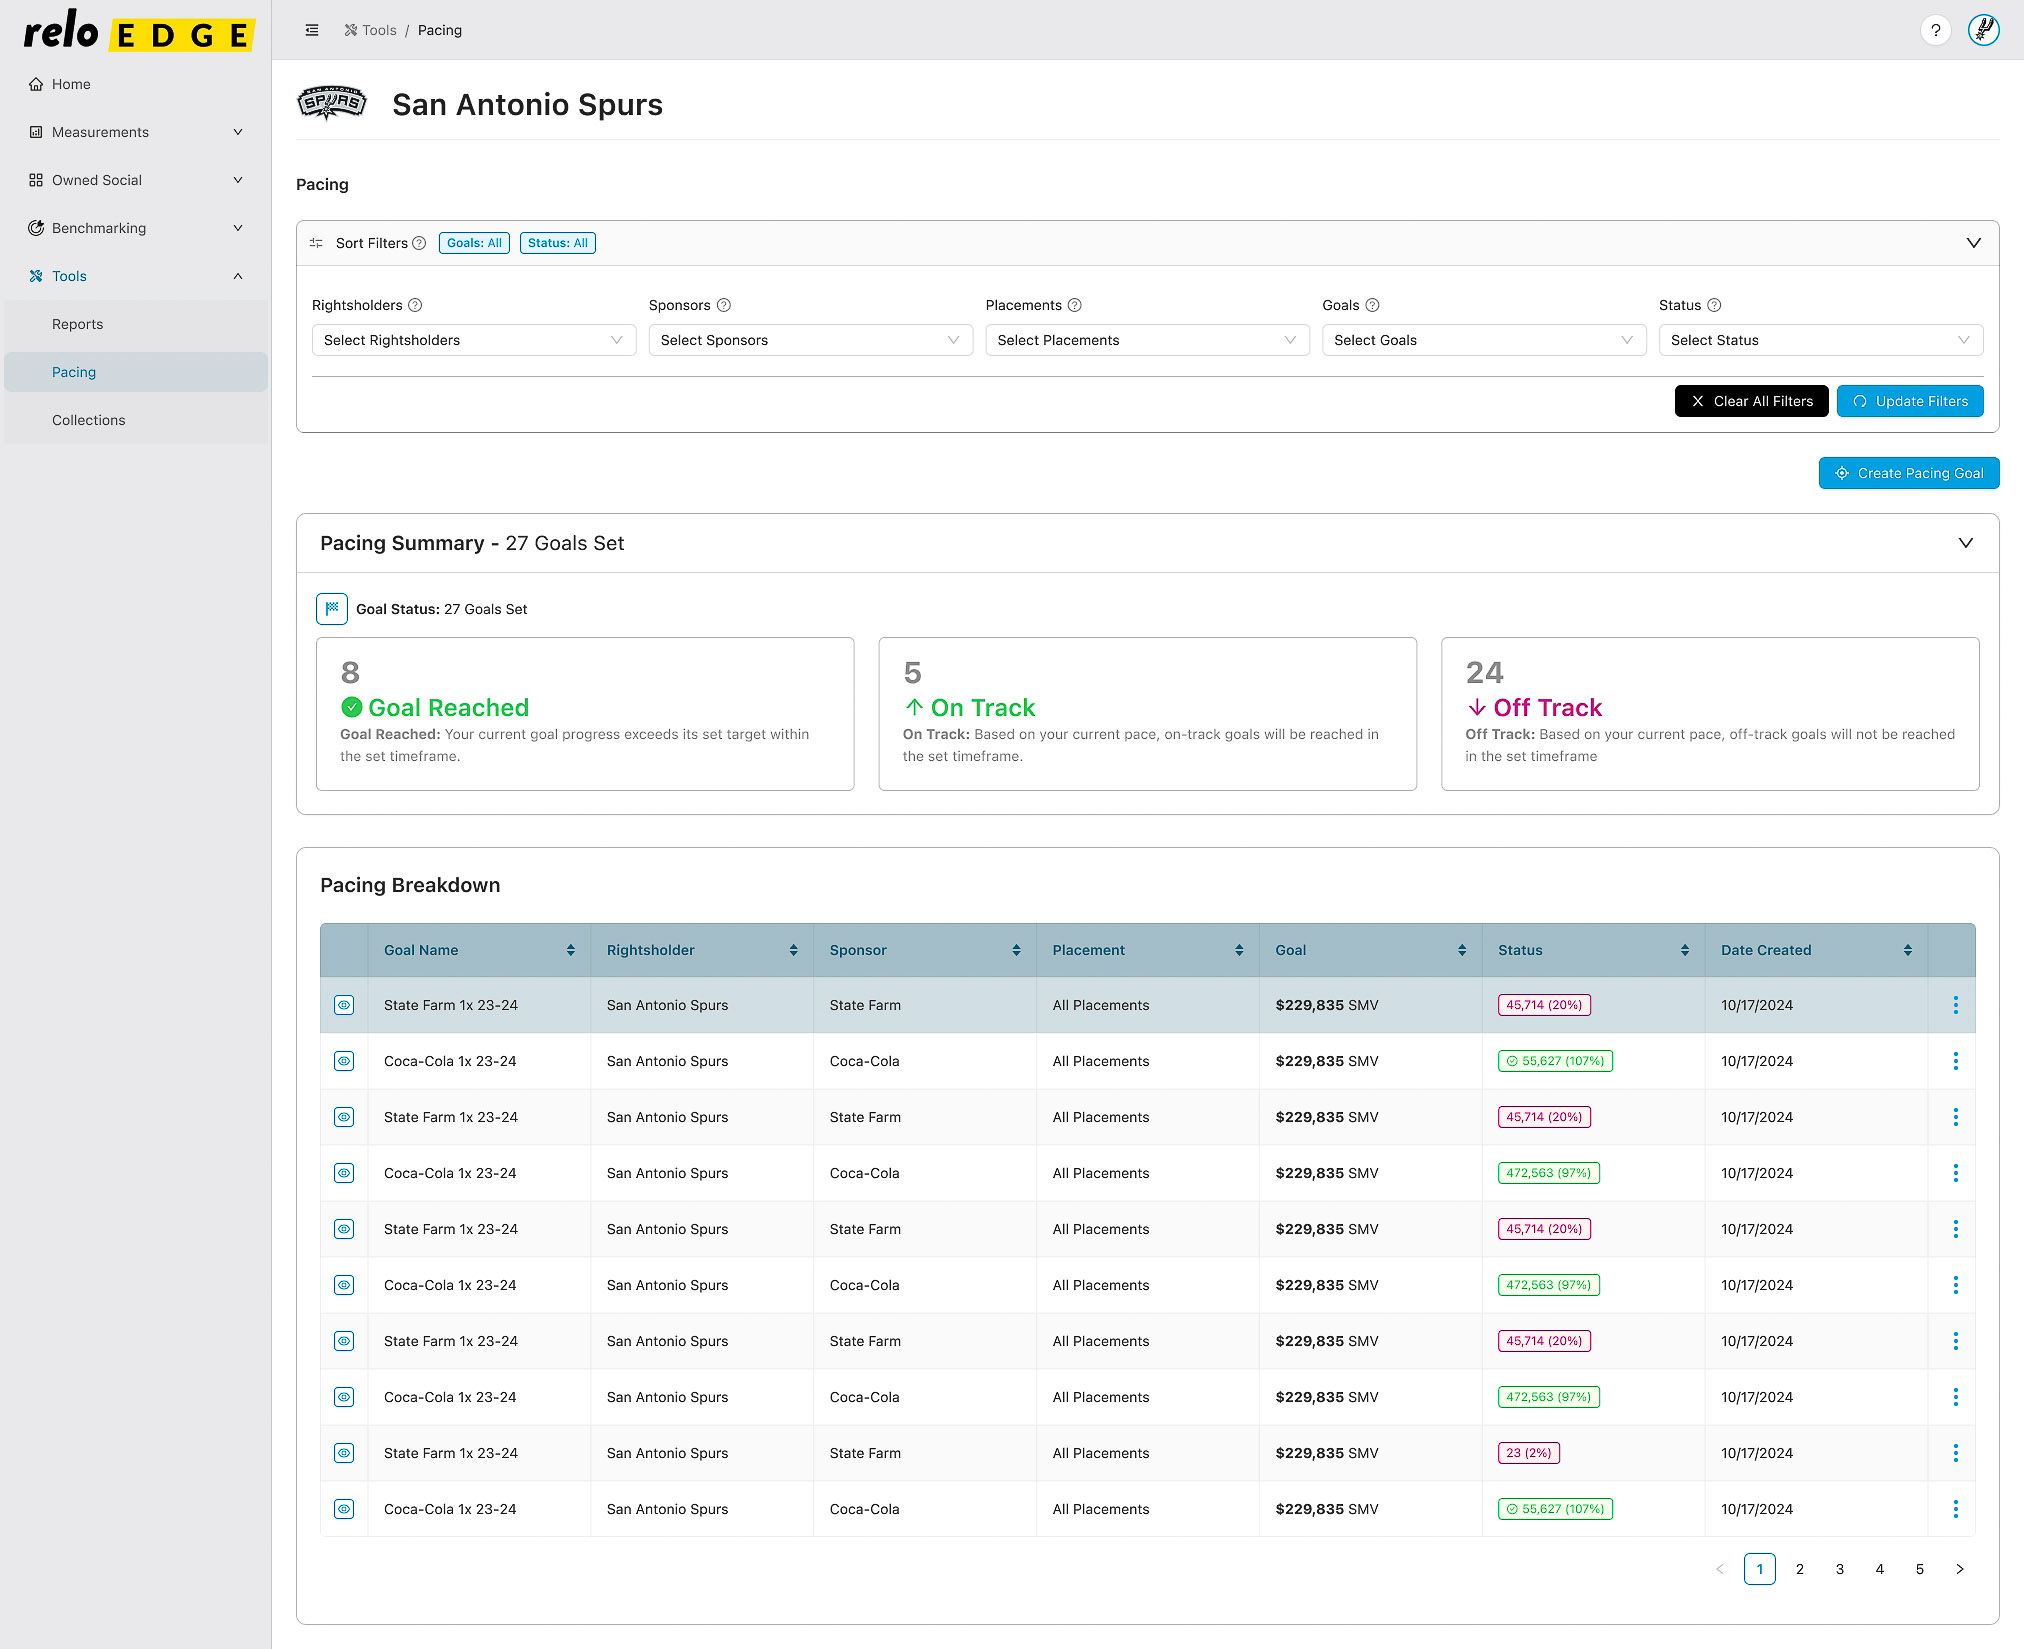 relo EDGE
Home
Measurements
Owned Social
Benchmarking
Tools
Reports
Pacing
Collections
Tools / Pacing
?
SAN ANTONIO
SPURS
San Antonio Spurs
Pacing
Sort Filters ? Goals: All Status: All
Rightsholders ? Sponsors ? Placements ? Goals ? Status ?
Select Rightsholders Select Sponsors Select Placements Select Goals Select Status
Clear All Filters Update Filters
Create Pacing Goal
Pacing Summary - 27 Goals Set
Goal Status: 27 Goals Set
8
Goal Reached
Goal Reached: Your current goal progress exceeds its set target within
the set timeframe.
5
On Track
On Track: Based on your current pace, on-track goals will be reached in
the set timeframe.
24
Off Track
Off Track: Based on your current pace, off-track goals will not be reached
in the set timeframe
Pacing Breakdown
Goal Name Rightsholder Sponsor Placement Goal Status Date Created
State Farm 1x 23-24 San Antonio Spurs State Farm All Placements $229,835 SMV 45,714 (20%) 10/17/2024
Coca-Cola 1x 23-24 San Antonio Spurs Coca-Cola All Placements $229,835 SMV 55,627 (107%) 10/17/2024
State Farm 1x 23-24 San Antonio Spurs State Farm All Placements $229,835 SMV 45,714 (20%) 10/17/2024
Coca-Cola 1x 23-24 San Antonio Spurs Coca-Cola All Placements $229,835 SMV 472,563 (97%) 10/17/2024
State Farm 1x 23-24 San Antonio Spurs State Farm All Placements $229,835 SMV 45,714 (20%) 10/17/2024
Coca-Cola 1x 23-24 San Antonio Spurs Coca-Cola All Placements $229,835 SMV 472,563 (97%) 10/17/2024
State Farm 1x 23-24 San Antonio Spurs State Farm All Placements $229,835 SMV 45,714 (20%) 10/17/2024
Coca-Cola 1x 23-24 San Antonio Spurs Coca-Cola All Placements $229,835 SMV 472,563 (97%) 10/17/2024
State Farm 1x 23-24 San Antonio Spurs State Farm All Placements $229,835 SMV 23 (2%) 10/17/2024
Coca-Cola 1x 23-24 San Antonio Spurs Coca-Cola All Placements $229,835 SMV 55,627 (107%) 10/17/2024
< 1 2 3 4 5 >